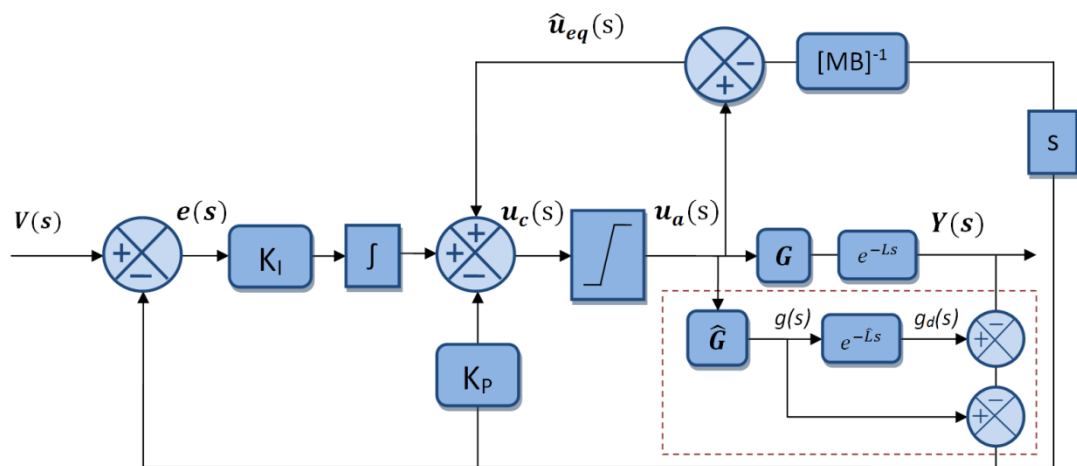 û_eq(s)
[MB]⁻¹
− +
s
V(s)
e(s)
u_c(s)
u_a(s)
Y(s)
+ −
K_I
∫
+ + −
G
e^{-Ls}
Ĝ
g(s)
e^{-L̂s}
g_d(s)
− +
K_P
− +